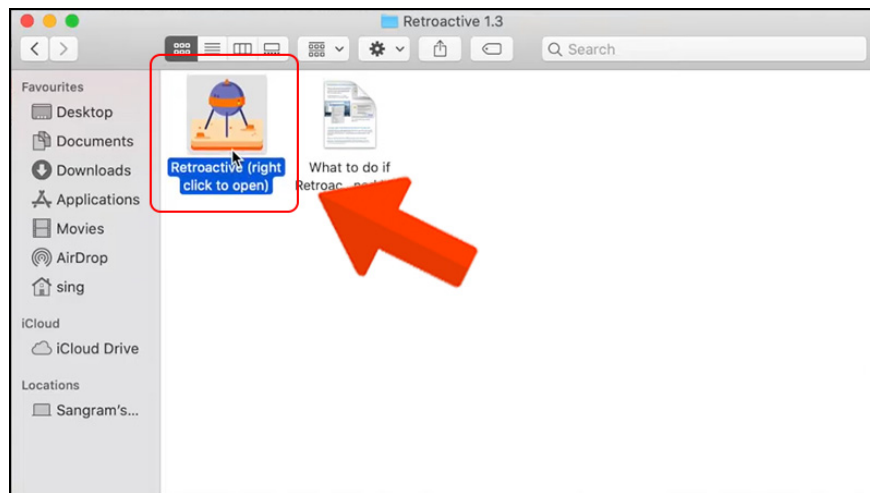 Retroactive 1.3
Search
Favourites
Desktop
Documents
Downloads
Applications
Movies
AirDrop
sing
iCloud
iCloud Drive
Locations
Sangram's...
Retroactive (right
click to open)
What to do if
Retroac...